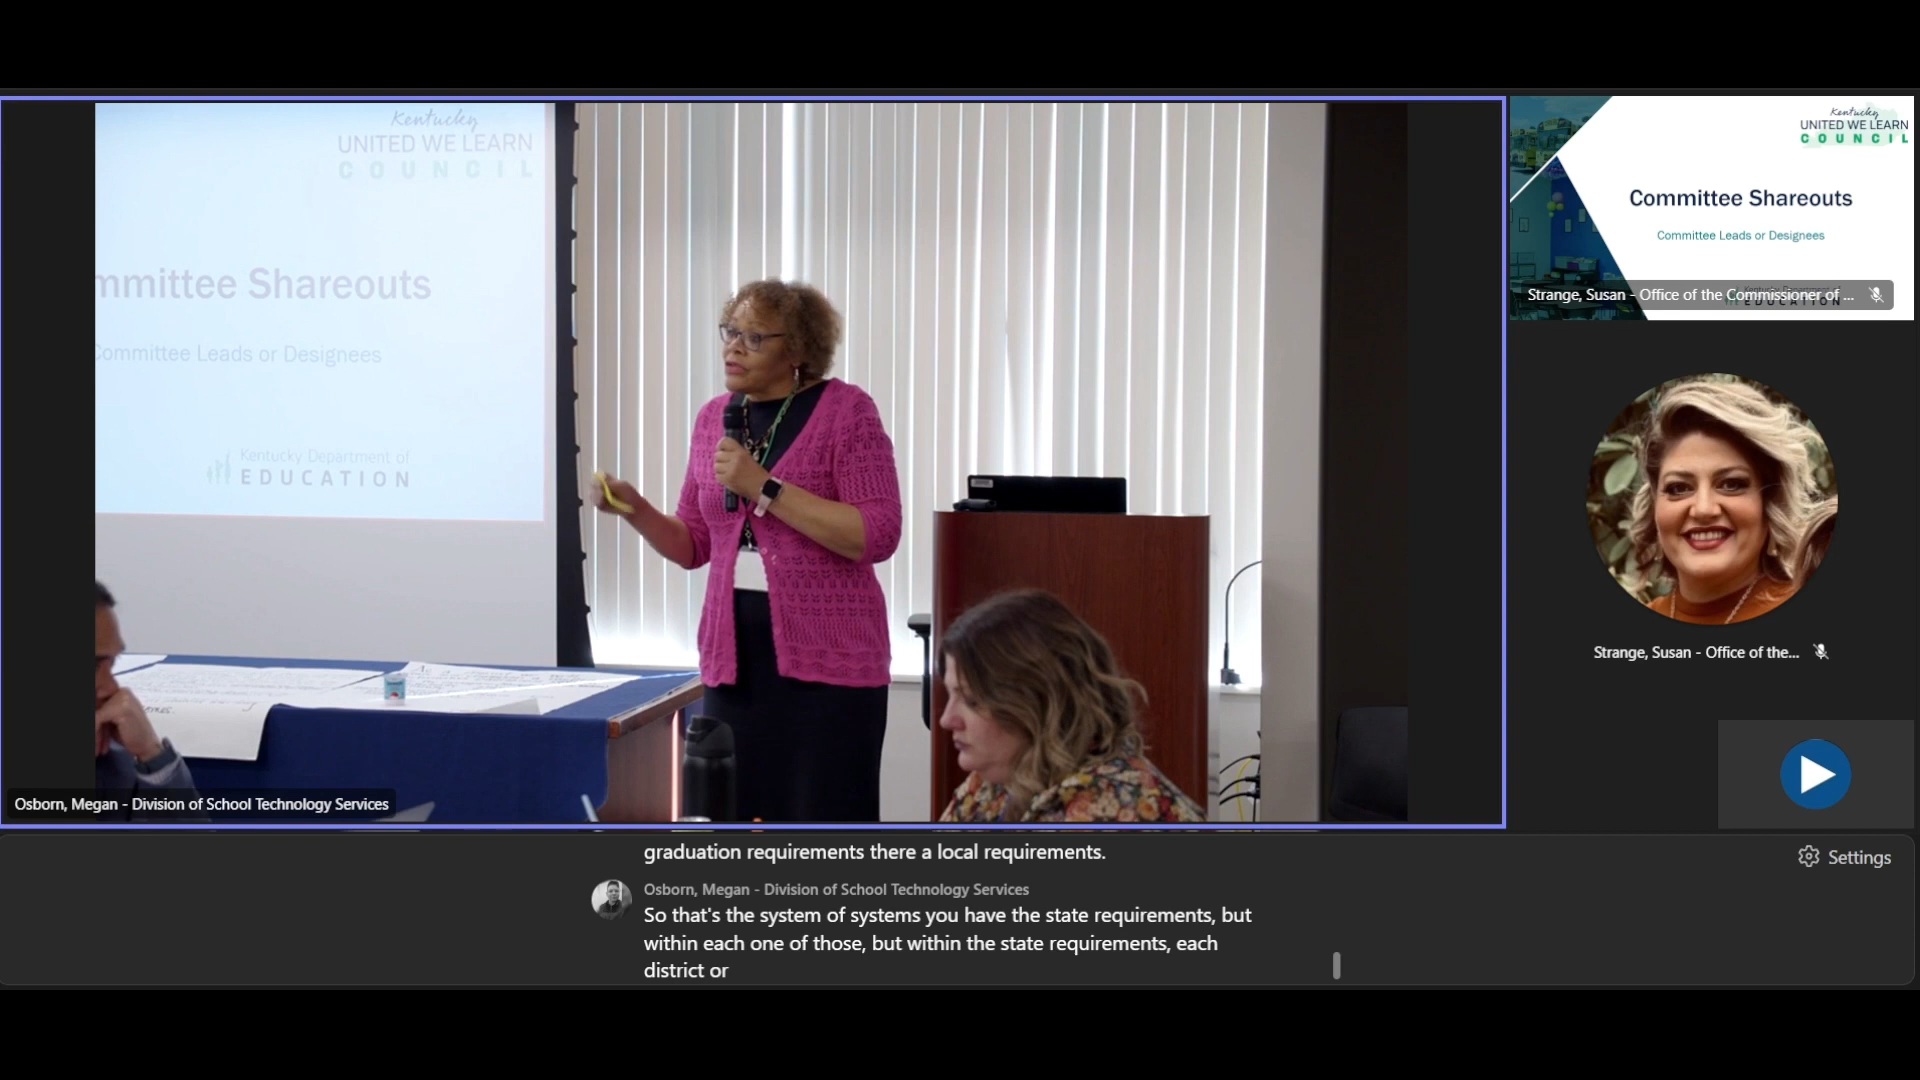 Kentucky
UNITED WE LEARN
COUNCIL
mmittee Shareouts
Committee Leads or Designees
Kentucky Department of
EDUCATION
Osborn, Megan - Division of School Technology Services
Kentucky
UNITED WE LEARN
COUNCIL
Committee Shareouts
Committee Leads or Designees
Kentucky Department of
EDUCATION
Strange, Susan - Office of the Commissioner of ...
Strange, Susan - Office of the...
graduation requirements there a local requirements.
Settings
Osborn, Megan - Division of School Technology Services
So that's the system of systems you have the state requirements, but
within each one of those, but within the state requirements, each
district or